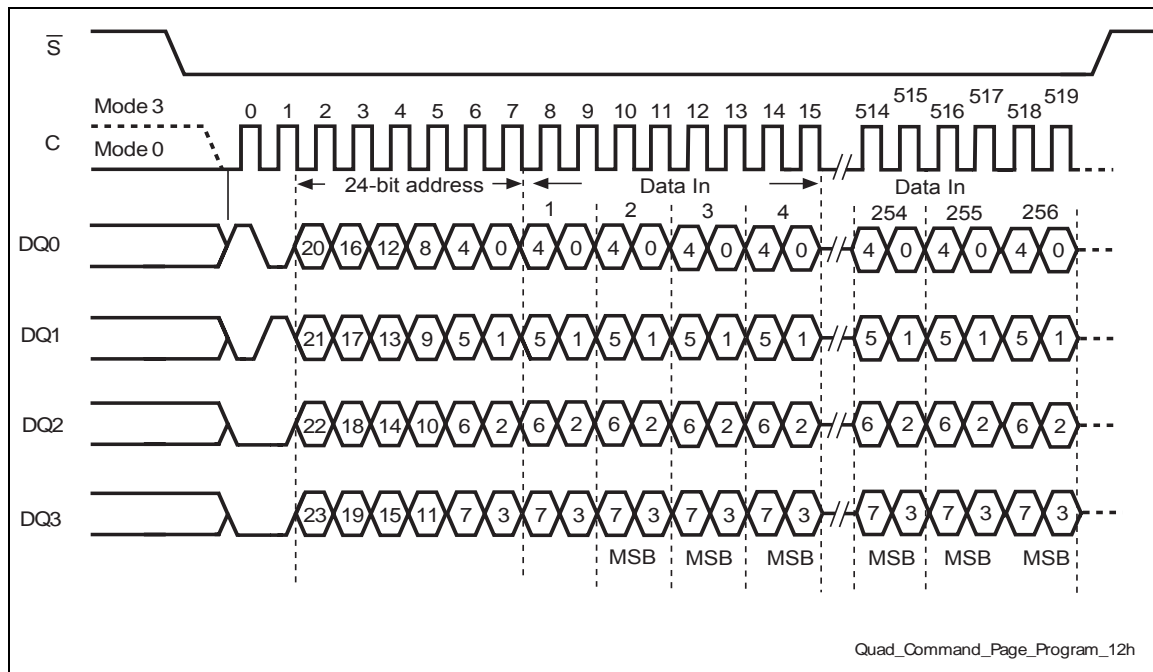 S
Mode 3
0 1 2 3 4 5 6 7 8 9 10 11 12 13 14 15 514 515 516 517 518 519
C
Mode 0
24-bit address Data In Data In
1 2 3 4 254 255 256
DQ0 20 16 12 8 4 0 4 0 4 0 4 0 4 0 4 0 4 0 4 0
DQ1 21 17 13 9 5 1 5 1 5 1 5 1 5 1 5 1 5 1 5 1
DQ2 22 18 14 10 6 2 6 2 6 2 6 2 6 2 6 2 6 2 6 2
DQ3 23 19 15 11 7 3 7 3 7 3 7 3 7 3 7 3 7 3 7 3
MSB MSB MSB MSB MSB MSB
Quad_Command_Page_Program_12h